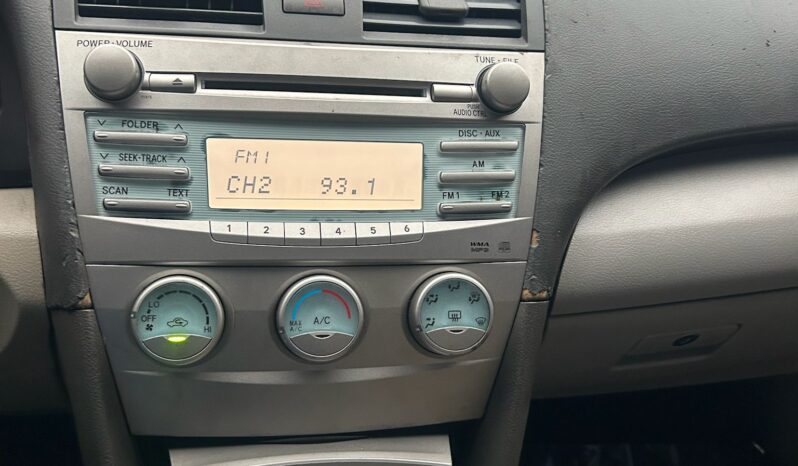 POWER·VOLUME
TUNE·FILE
PUSH
AUDIO CTRL
FOLDER
DISC·AUX
SEEK·TRACK
AM
SCAN TEXT
FM1 FM2
FM1
CH2 93.1
1 2 3 4 5 6
WMA
MP3
LO
OFF
HI
MAX
A/C
A/C